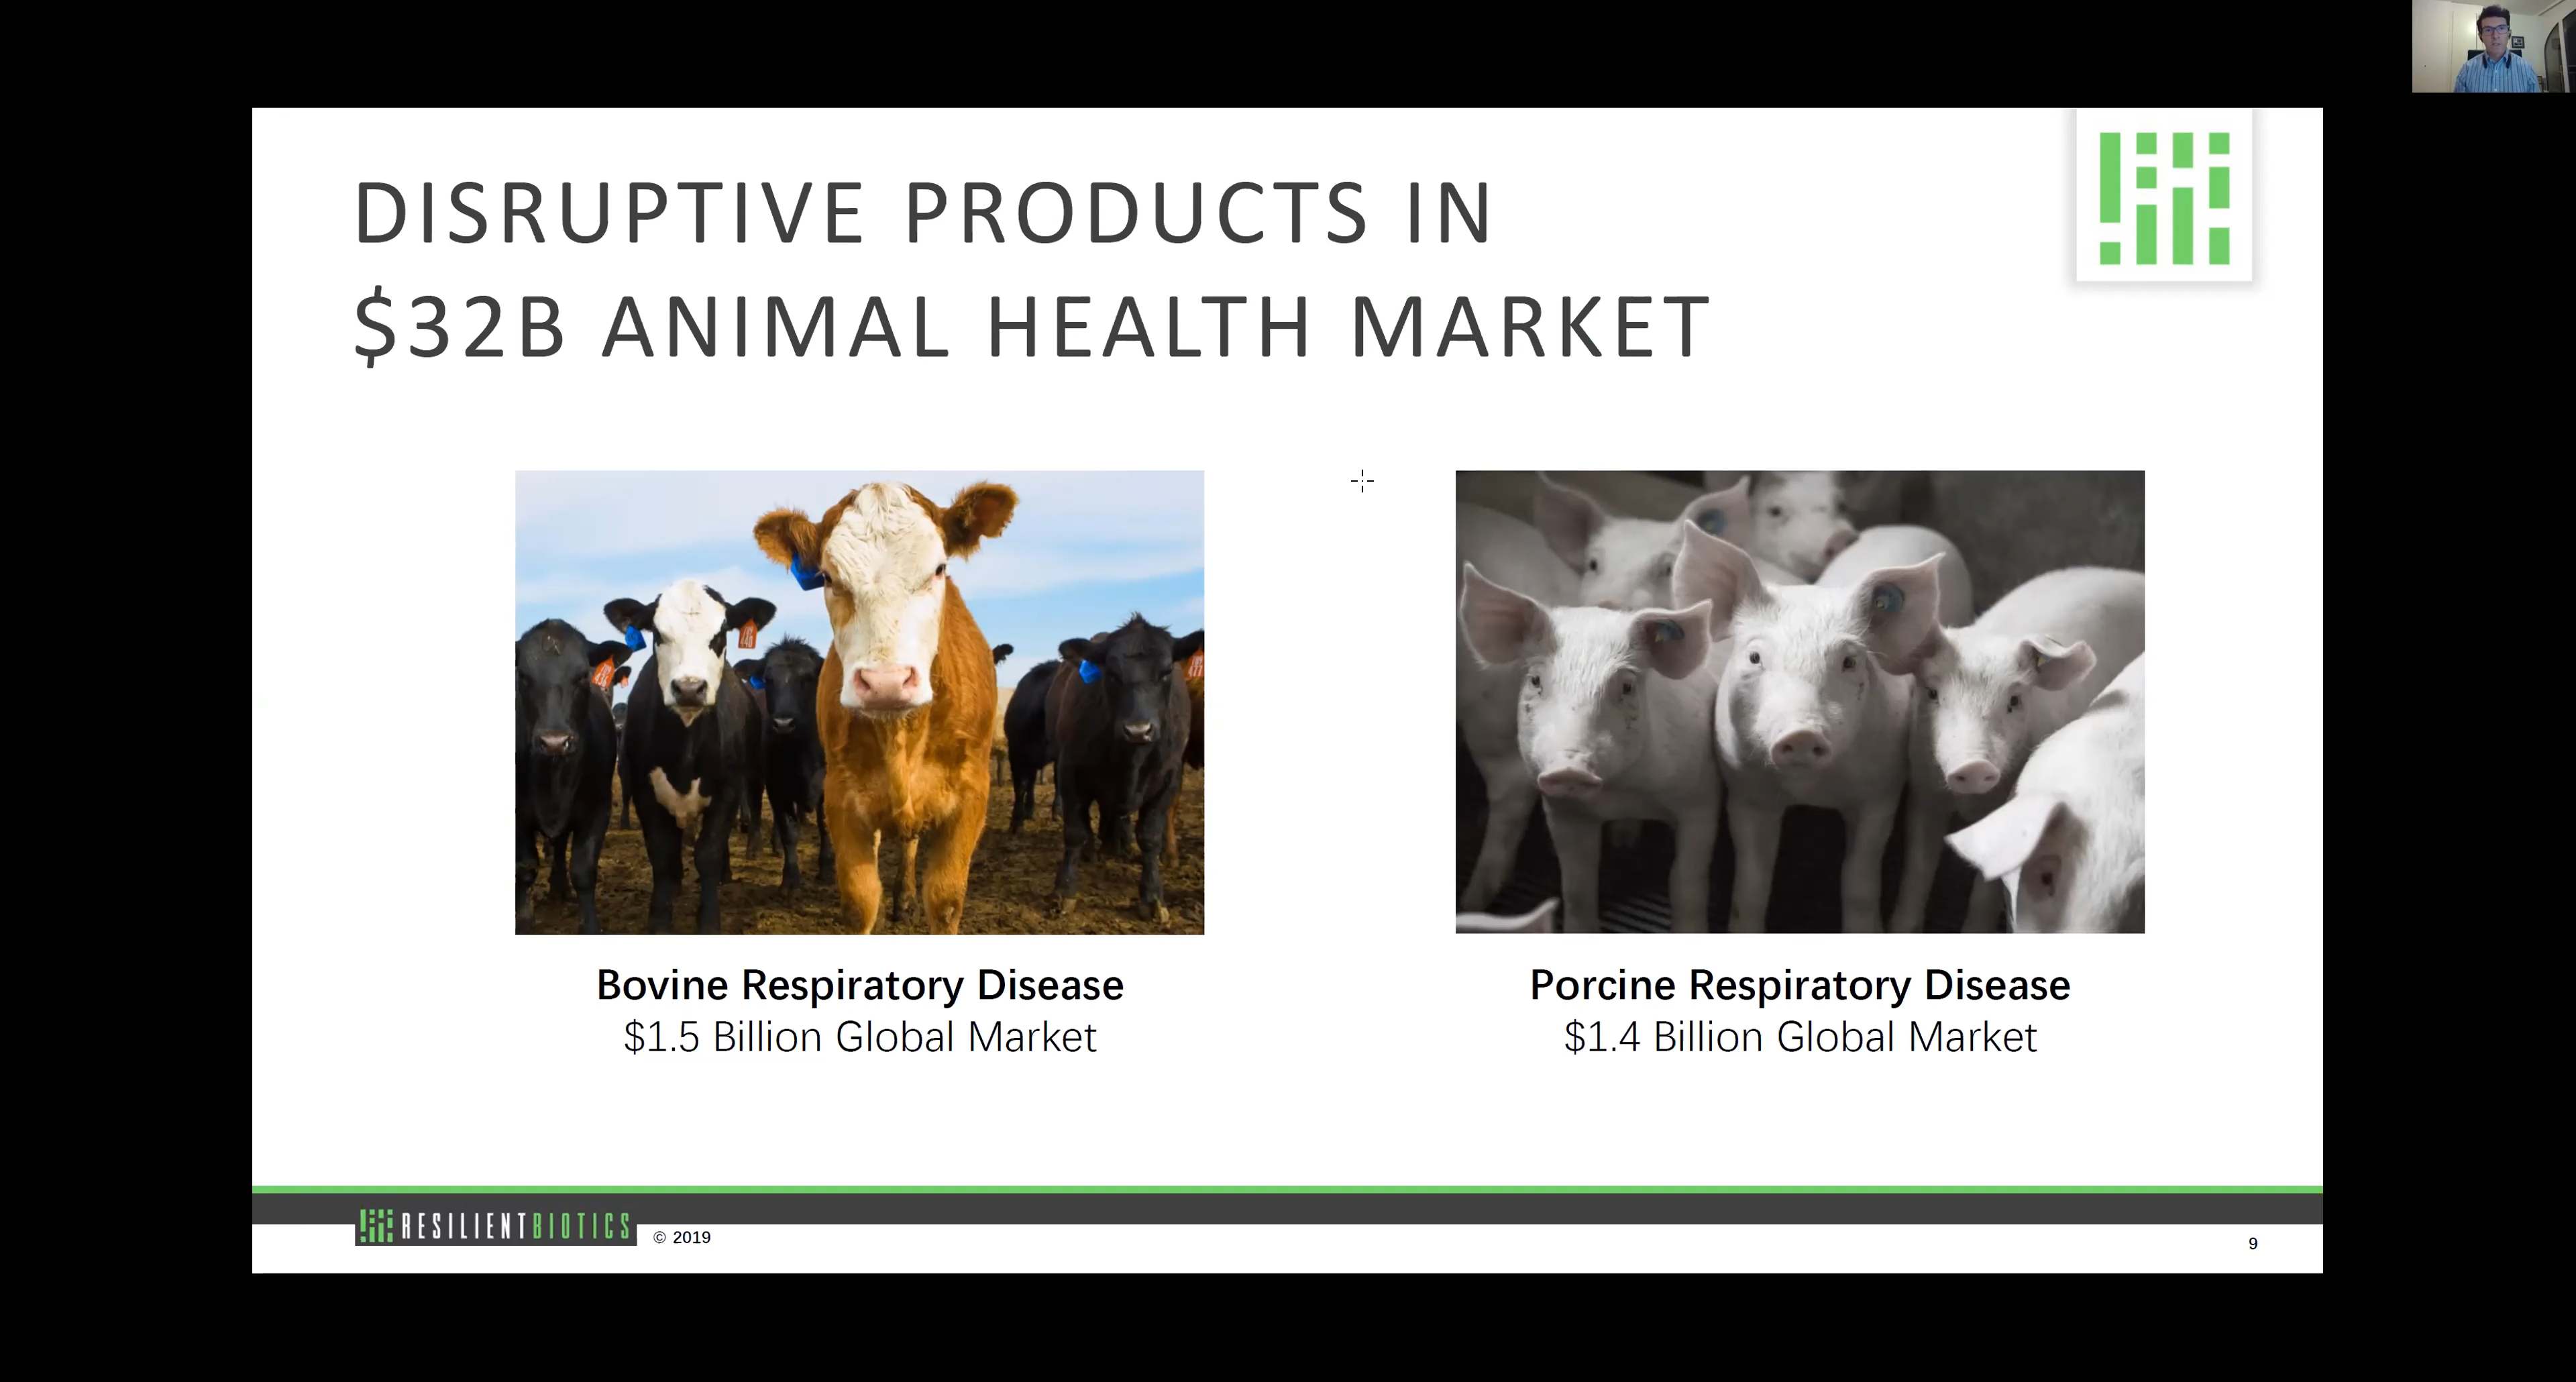 DISRUPTIVE PRODUCTS IN
$32B ANIMAL HEALTH MARKET
Bovine Respiratory Disease
$1.5 Billion Global Market
Porcine Respiratory Disease
$1.4 Billion Global Market
RESILIENTBIOTICS
© 2019
9